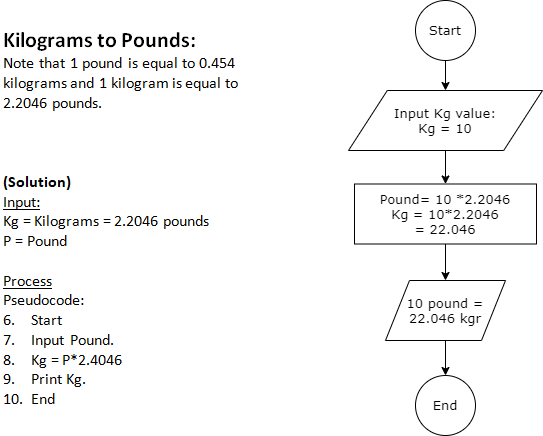 Kilograms to Pounds:
Note that 1 pound is equal to 0.454
kilograms and 1 kilogram is equal to
2.2046 pounds.
(Solution)
Input:
Kg = Kilograms = 2.2046 pounds
P = Pound
Process
Pseudocode:
6. Start
7. Input Pound.
8. Kg = P*2.4046
9. Print Kg.
10. End
Start
Input Kg value:
Kg = 10
Pound= 10 *2.2046
Kg = 10*2.2046
= 22.046
10 pound =
22.046 kgr
End